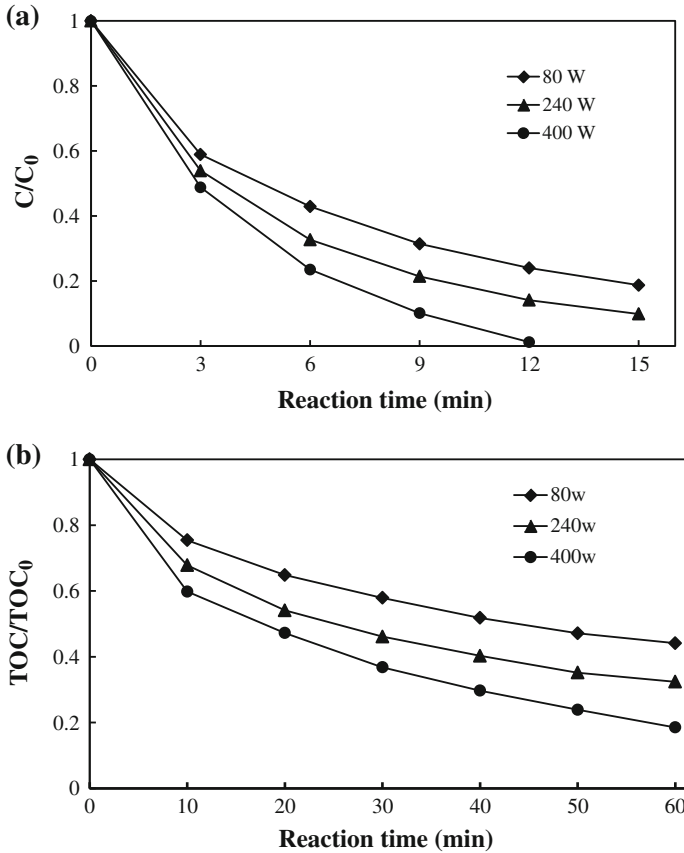 (a)
1
0.8
0.6
0.4
0.2
0
C/C₀
80 W
240 W
400 W
0 3 6 9 12 15
Reaction time (min)
(b)
1
0.8
0.6
0.4
0.2
0
TOC/TOC₀
80w
240w
400w
0 10 20 30 40 50 60
Reaction time (min)